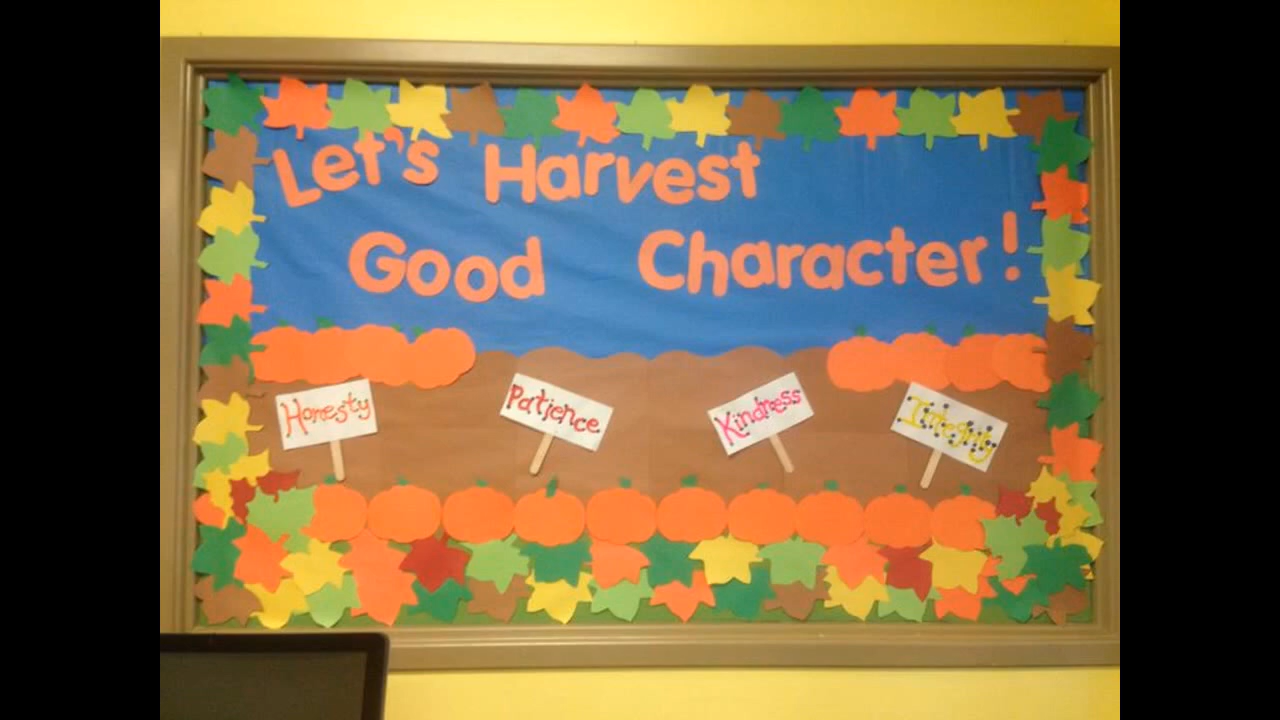 Let's Harvest
Good Character!
Honesty
Patience
Kindness
Integrity